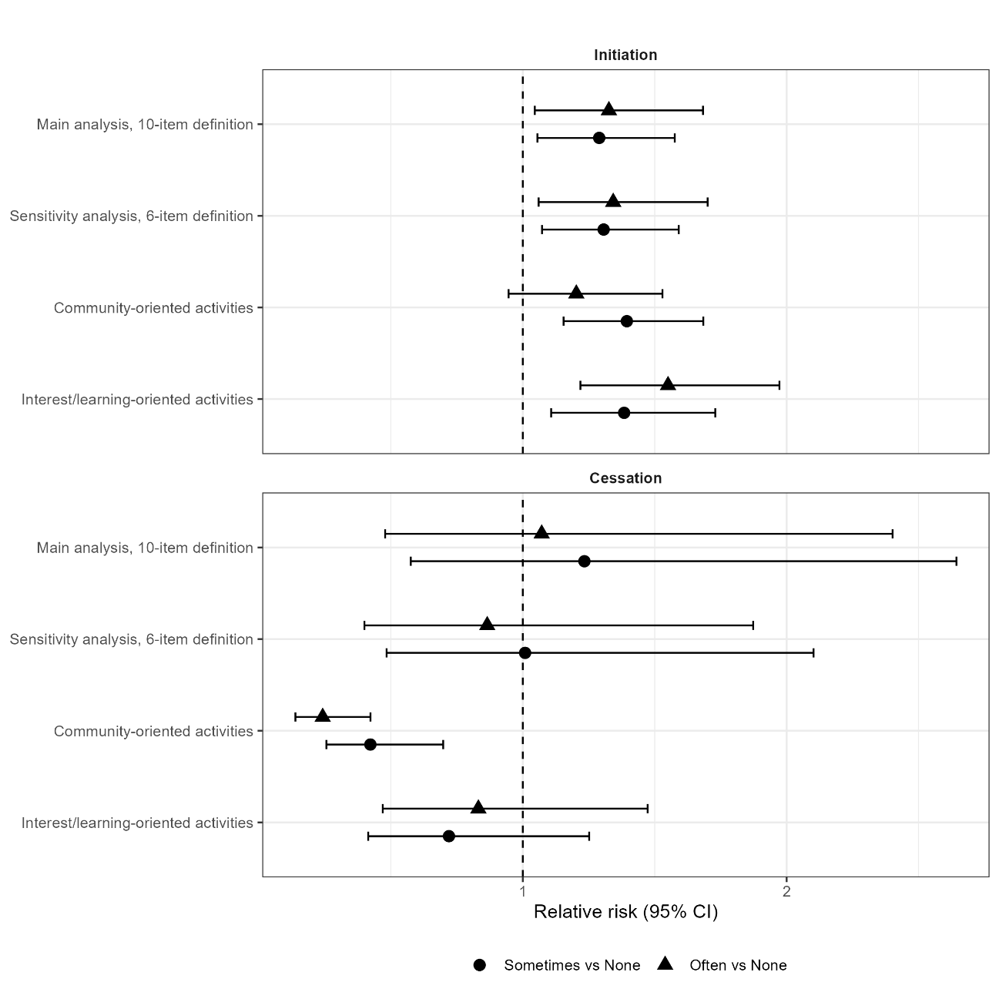 Initiation
Main analysis, 10-item definition
Sensitivity analysis, 6-item definition
Community-oriented activities
Interest/learning-oriented activities
Cessation
Main analysis, 10-item definition
Sensitivity analysis, 6-item definition
Community-oriented activities
Interest/learning-oriented activities
1 2
Relative risk (95% CI)
Sometimes vs None Often vs None